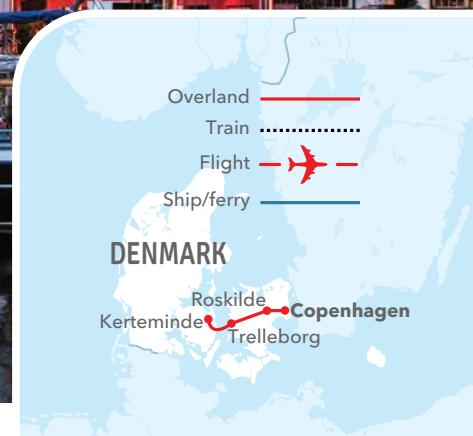 Overland
Train
Flight
Ship/ferry
DENMARK
Roskilde
Copenhagen
Kerteminde
Trelleborg